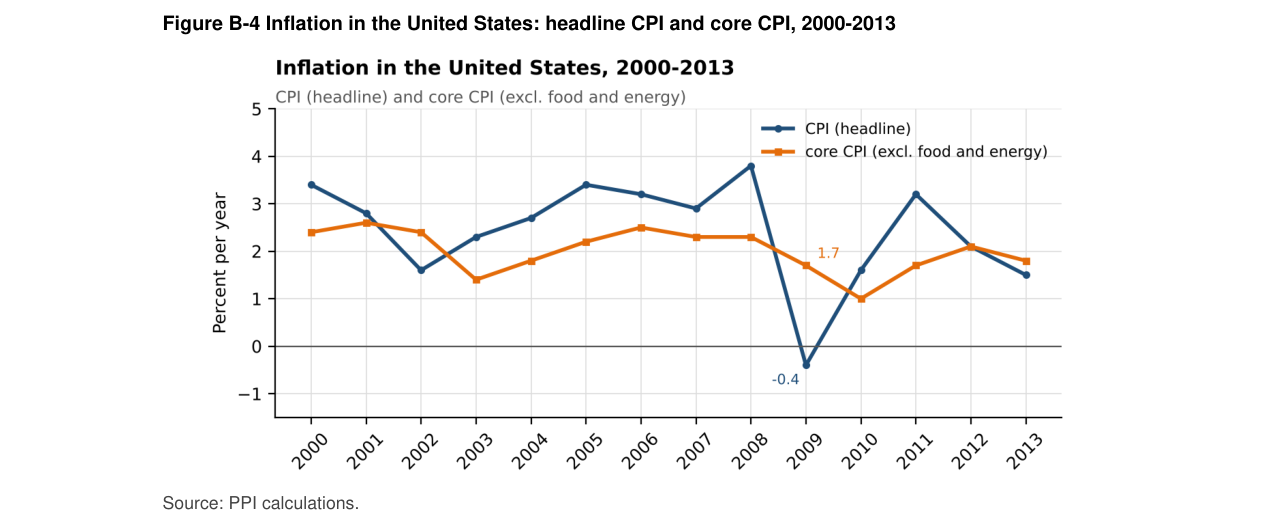 Figure B-4 Inflation in the United States: headline CPI and core CPI, 2000-2013
Inflation in the United States, 2000-2013
CPI (headline) and core CPI (excl. food and energy)
5
4
3
2
1
0
−1
Percent per year
CPI (headline)
core CPI (excl. food and energy)
1.7
-0.4
2000 2001 2002 2003 2004 2005 2006 2007 2008 2009 2010 2011 2012 2013
Source: PPI calculations.